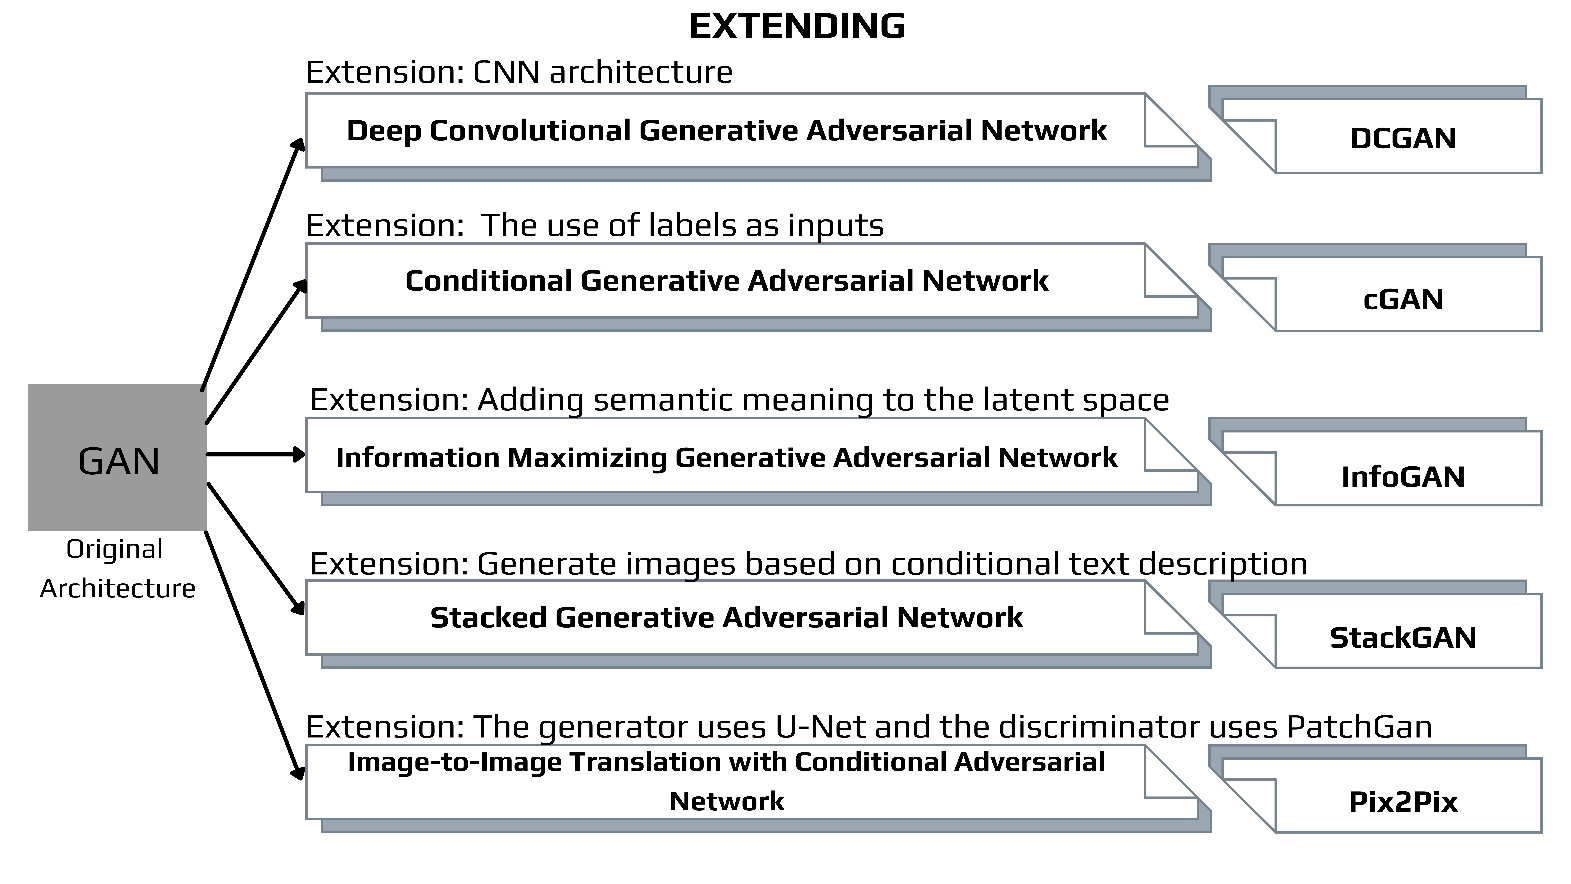 EXTENDING
Extension: CNN architecture
Deep Convolutional Generative Adversarial Network
DCGAN
Extension:  The use of labels as inputs
Conditional Generative Adversarial Network
cGAN
Extension: Adding semantic meaning to the latent space
Information Maximizing Generative Adversarial Network
InfoGAN
GAN
Original
Architecture
Extension: Generate images based on conditional text description
Stacked Generative Adversarial Network
StackGAN
Extension: The generator uses U-Net and the discriminator uses PatchGan
Image-to-Image Translation with Conditional Adversarial
Network
Pix2Pix